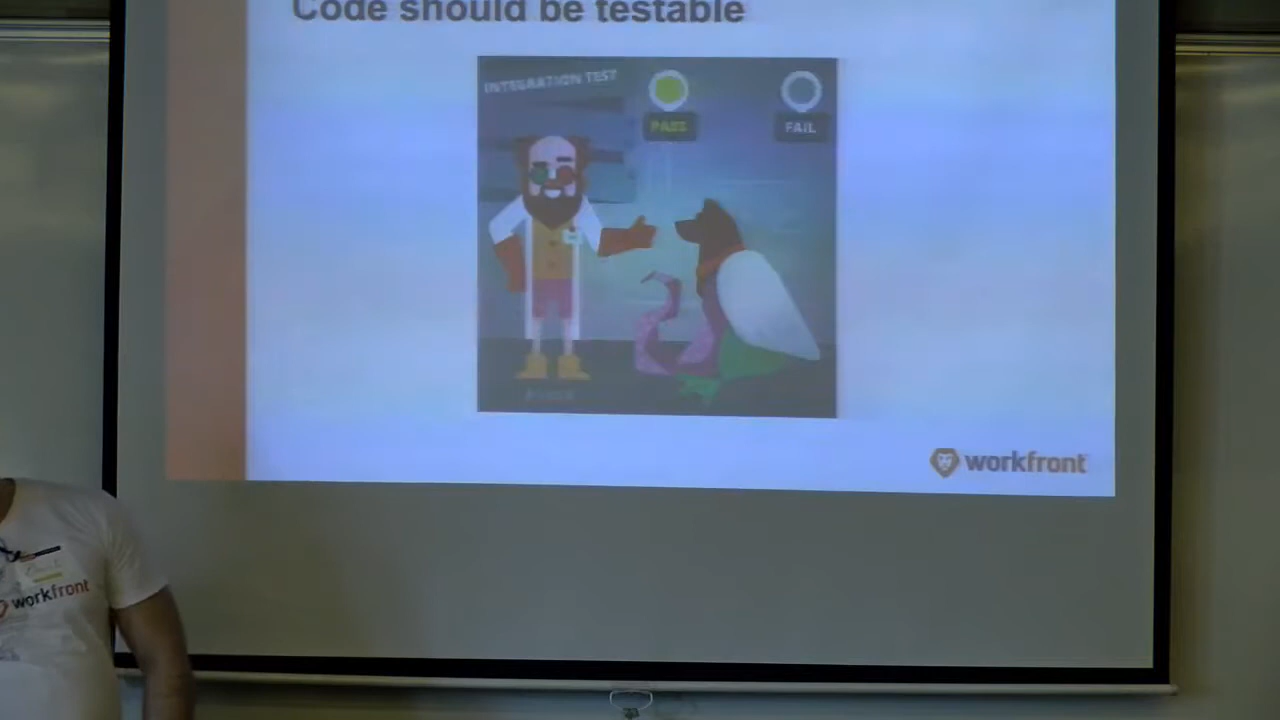 Code should be testable
INTEGRATION TEST
PASS
FAIL
workfront
workfront